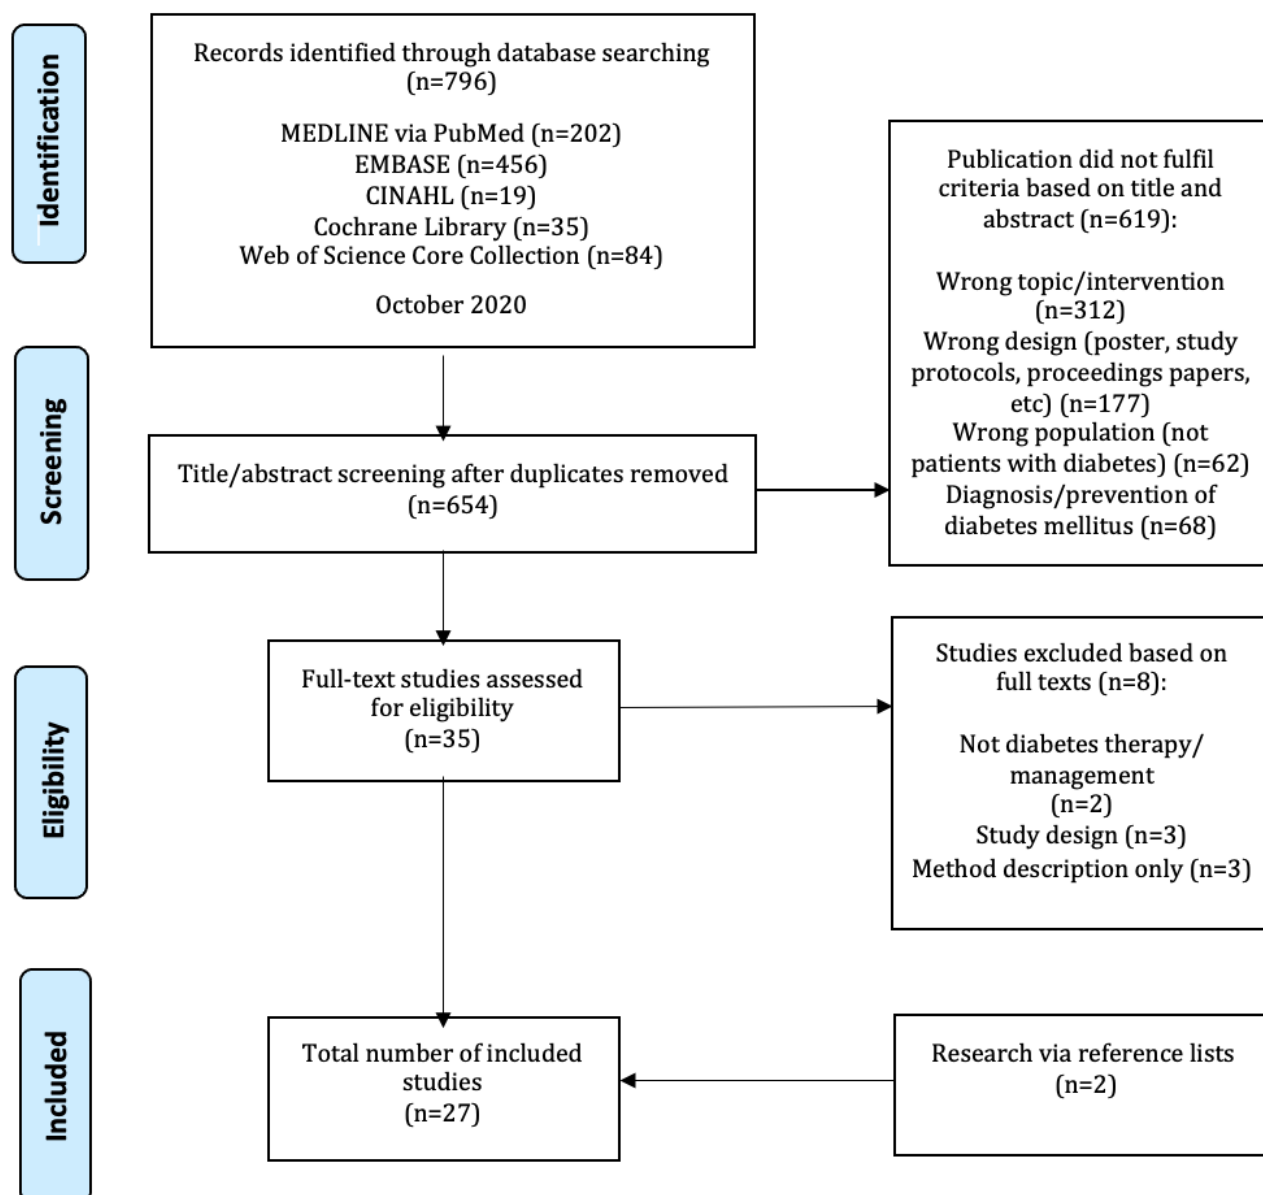 Identification
Records identified through database searching
(n=796)
MEDLINE via PubMed (n=202)
EMBASE (n=456)
CINAHL (n=19)
Cochrane Library (n=35)
Web of Science Core Collection (n=84)
October 2020
Publication did not fulfil
criteria based on title and
abstract (n=619):
Wrong topic/intervention
(n=312)
Wrong design (poster, study
protocols, proceedings papers,
etc) (n=177)
Wrong population (not
patients with diabetes) (n=62)
Diagnosis/prevention of
diabetes mellitus (n=68)
Screening
Title/abstract screening after duplicates removed
(n=654)
Eligibility
Full-text studies assessed
for eligibility
(n=35)
Studies excluded based on
full texts (n=8):
Not diabetes therapy/
management
(n=2)
Study design (n=3)
Method description only (n=3)
Included
Total number of included
studies
(n=27)
Research via reference lists
(n=2)